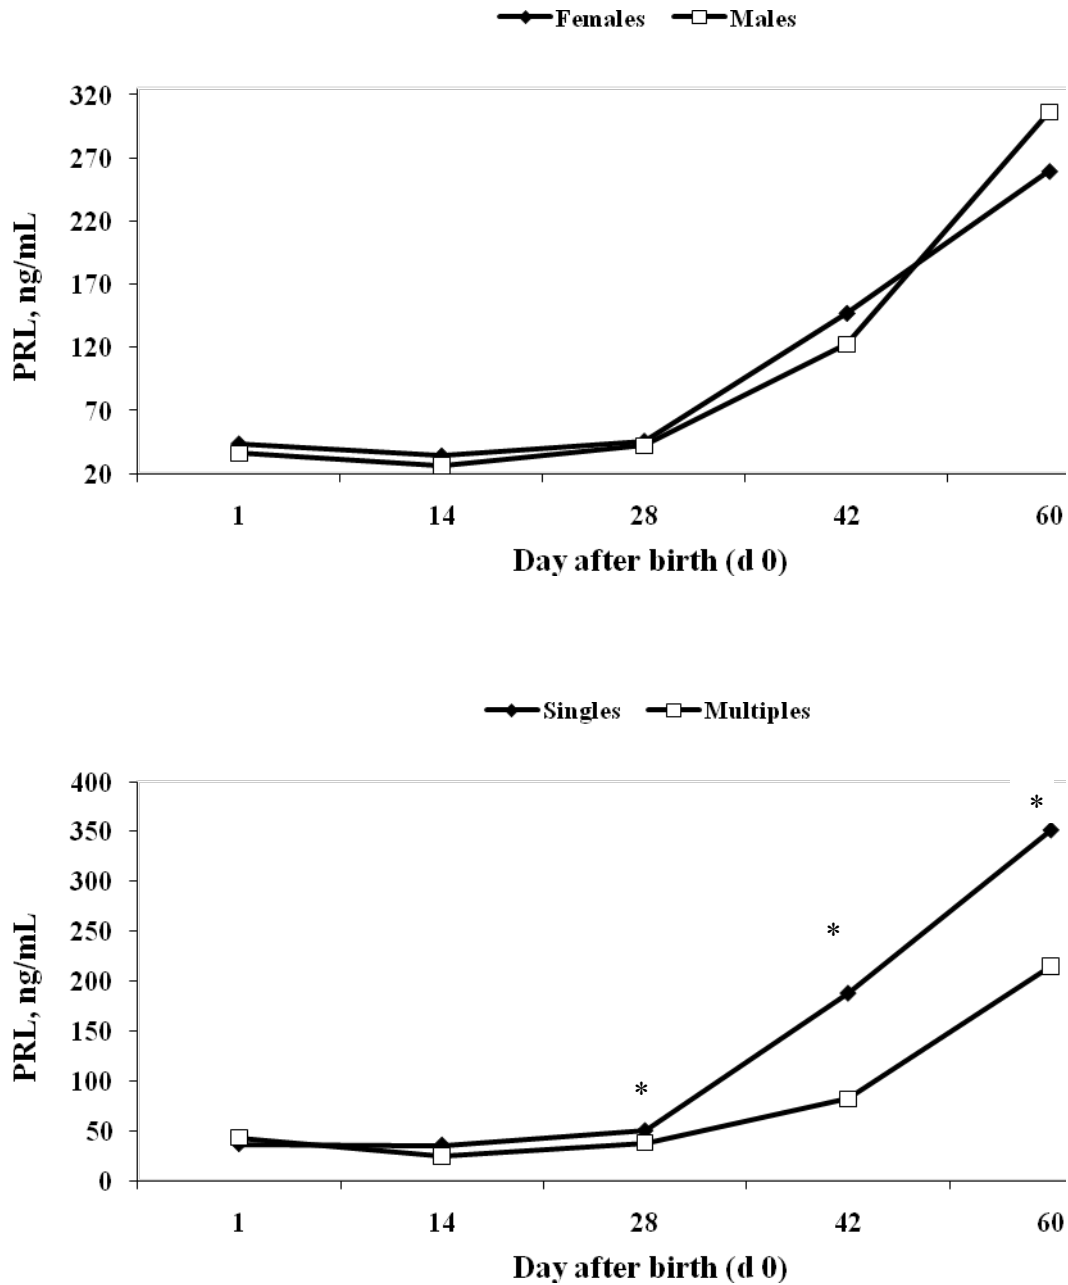 Females Males
320
270
220
170
120
70
20
PRL, ng/mL
1 14 28 42 60
Day after birth (d 0)
Singles Multiples
400
350
300
250
200
150
100
50
0
PRL, ng/mL
*
*
*
1 14 28 42 60
Day after birth (d 0)